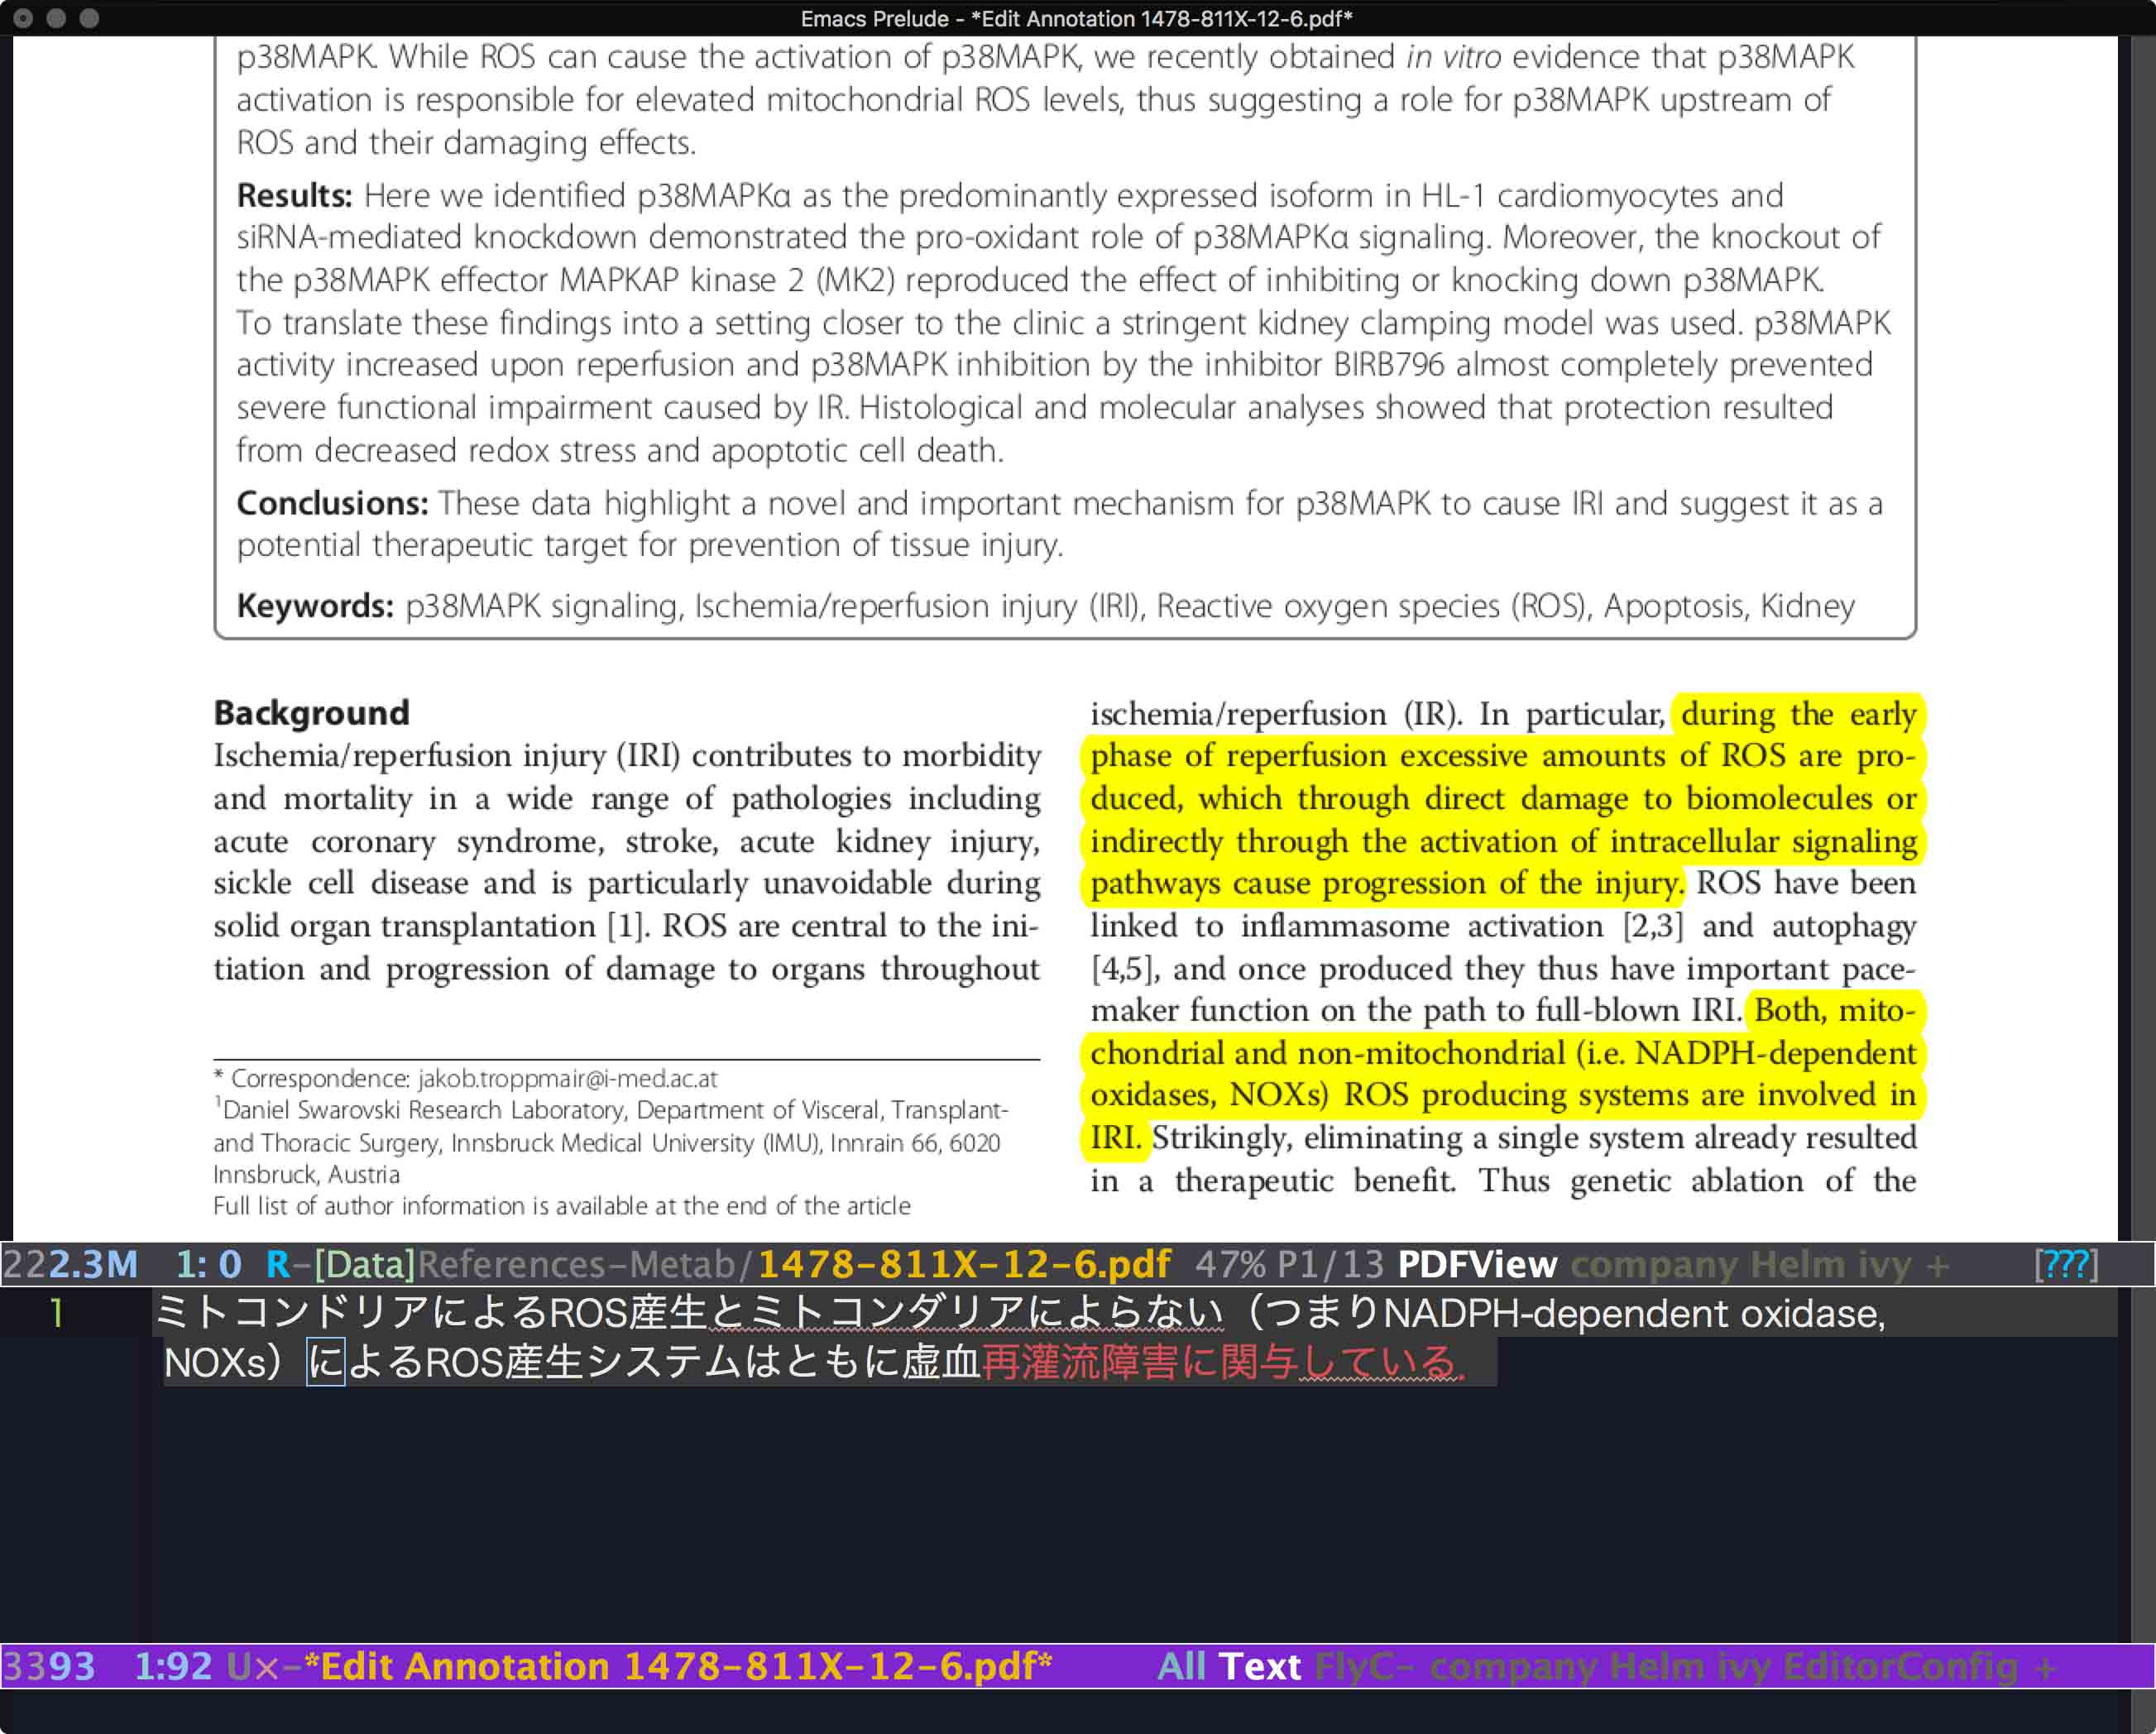 Emacs Prelude - *Edit Annotation 1478-811X-12-6.pdf*
p38MAPK. While ROS can cause the activation of p38MAPK, we recently obtained in vitro evidence that p38MAPK
activation is responsible for elevated mitochondrial ROS levels, thus suggesting a role for p38MAPK upstream of
ROS and their damaging effects.
Results: Here we identified p38MAPKα as the predominantly expressed isoform in HL-1 cardiomyocytes and
siRNA-mediated knockdown demonstrated the pro-oxidant role of p38MAPKα signaling. Moreover, the knockout of
the p38MAPK effector MAPKAP kinase 2 (MK2) reproduced the effect of inhibiting or knocking down p38MAPK.
To translate these findings into a setting closer to the clinic a stringent kidney clamping model was used. p38MAPK
activity increased upon reperfusion and p38MAPK inhibition by the inhibitor BIRB796 almost completely prevented
severe functional impairment caused by IR. Histological and molecular analyses showed that protection resulted
from decreased redox stress and apoptotic cell death.
Conclusions: These data highlight a novel and important mechanism for p38MAPK to cause IRI and suggest it as a
potential therapeutic target for prevention of tissue injury.
Keywords: p38MAPK signaling, Ischemia/reperfusion injury (IRI), Reactive oxygen species (ROS), Apoptosis, Kidney
Background
Ischemia/reperfusion injury (IRI) contributes to morbidity
and mortality in a wide range of pathologies including
acute coronary syndrome, stroke, acute kidney injury,
sickle cell disease and is particularly unavoidable during
solid organ transplantation [1]. ROS are central to the ini-
tiation and progression of damage to organs throughout
* Correspondence: jakob.troppmair@i-med.ac.at
1Daniel Swarovski Research Laboratory, Department of Visceral, Transplant-
and Thoracic Surgery, Innsbruck Medical University (IMU), Innrain 66, 6020
Innsbruck, Austria
Full list of author information is available at the end of the article
ischemia/reperfusion (IR). In particular, during the early
phase of reperfusion excessive amounts of ROS are pro-
duced, which through direct damage to biomolecules or
indirectly through the activation of intracellular signaling
pathways cause progression of the injury. ROS have been
linked to inflammasome activation [2,3] and autophagy
[4,5], and once produced they thus have important pace-
maker function on the path to full-blown IRI. Both, mito-
chondrial and non-mitochondrial (i.e. NADPH-dependent
oxidases, NOXs) ROS producing systems are involved in
IRI. Strikingly, eliminating a single system already resulted
in a therapeutic benefit. Thus genetic ablation of the
222.3M 1: 0 R-[Data]References-Metab/1478-811X-12-6.pdf 47% P1/13 PDFView company Helm ivy + [???]
1 ミトコンドリアによるROS産生とミトコンダリアによらない（つまりNADPH-dependent oxidase,
NOXs）によるROS産生システムはともに虚血再灌流障害に関与している.
3393 1:92 U×-*Edit Annotation 1478-811X-12-6.pdf* All Text FlyC- company Helm ivy EditorConfig +